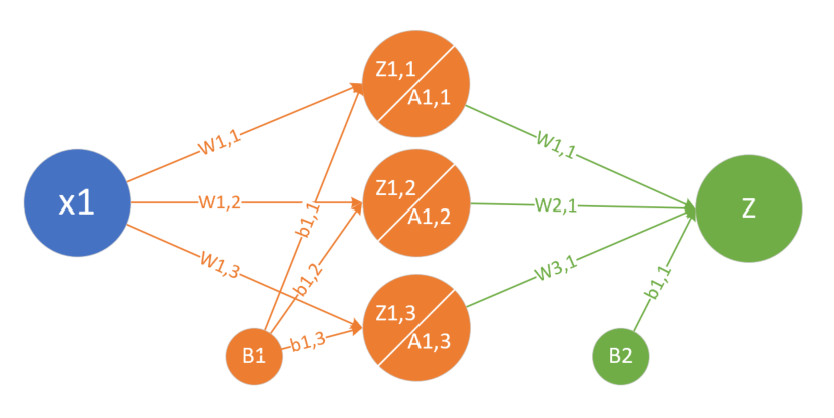 x1
W1,1
W1,2
W1,3
b1,1
b1,2
b1,3
B1
Z1,1
A1,1
Z1,2
A1,2
Z1,3
A1,3
W1,1
W2,1
W3,1
b1,1
B2
Z